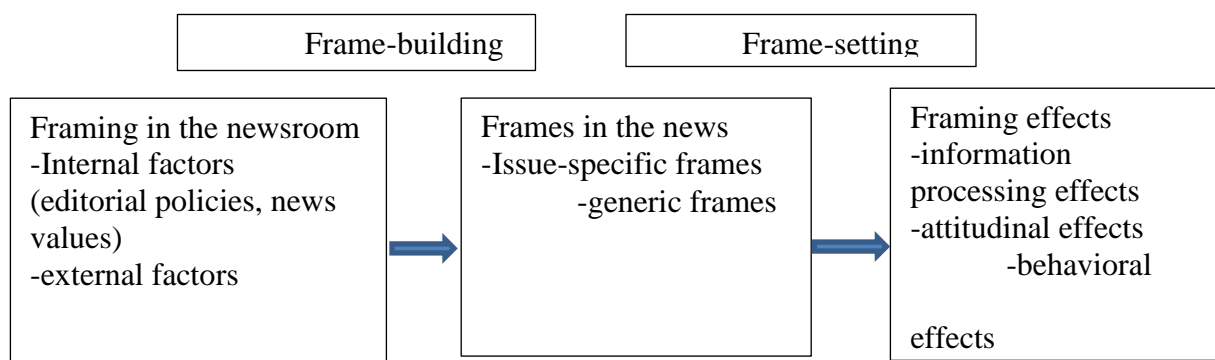 Frame-building
Frame-setting
Framing in the newsroom
-Internal factors
(editorial policies, news
values)
-external factors
Frames in the news
-Issue-specific frames
-generic frames
Framing effects
-information
processing effects
-attitudinal effects
-behavioral
effects